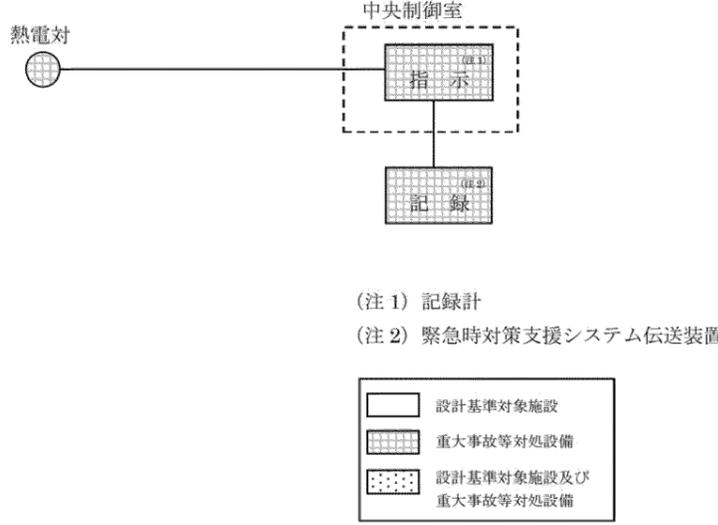 中央制御室
熱電対
(注1)
指 示
(注2)
記 録
(注 1) 記録計
(注 2) 緊急時対策支援システム伝送装置
設計基準対象施設
重大事故等対処設備
設計基準対象施設及び
重大事故等対処設備